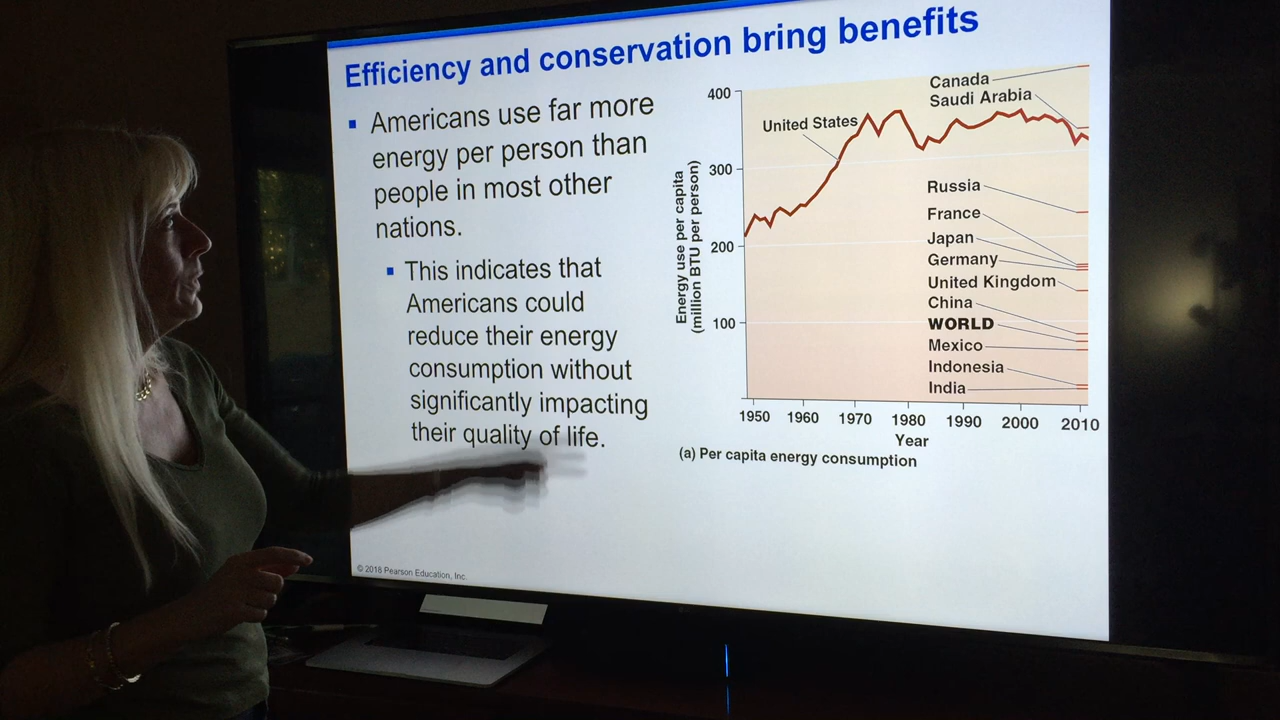 Efficiency and conservation bring benefits
▪ Americans use far more
energy per person than
people in most other
nations.
▪ This indicates that
Americans could
reduce their energy
consumption without
significantly impacting
their quality of life.
Energy use per capita
(million BTU per person)
400
300
200
100
United States
Canada
Saudi Arabia
Russia
France
Japan
Germany
United Kingdom
China
WORLD
Mexico
Indonesia
India
1950 1960 1970 1980 1990 2000 2010
Year
(a) Per capita energy consumption
© 2018 Pearson Education, Inc.